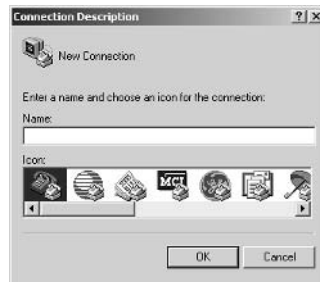 Connection Description
New Connection
Enter a name and choose an icon for the connection:
Name:
Icon:
MCI
OK
Cancel